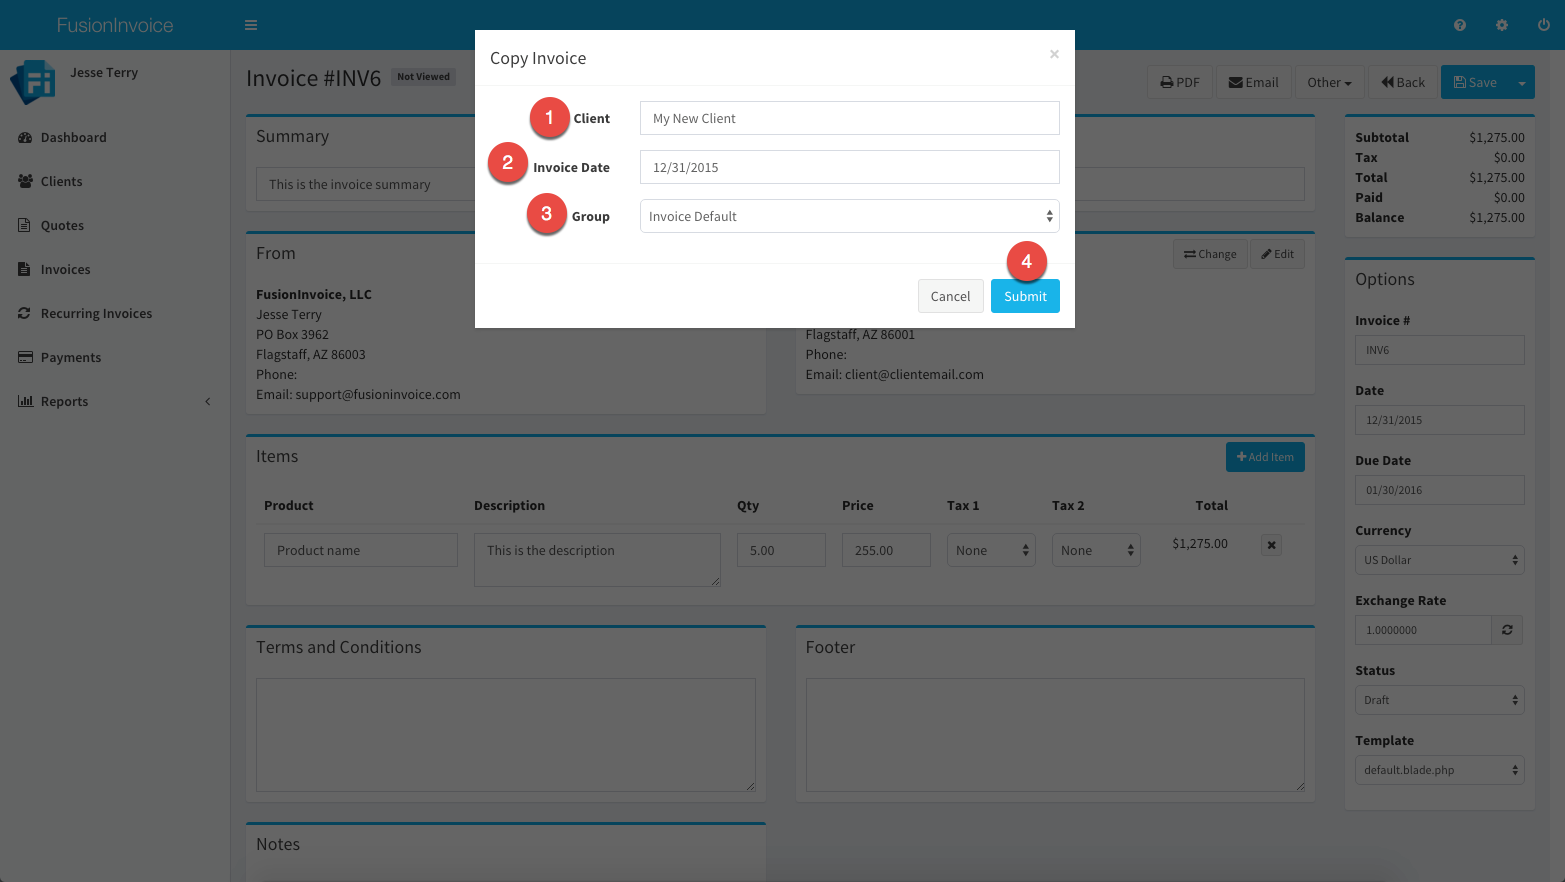 FusionInvoice
Jesse Terry
Dashboard
Clients
Quotes
Invoices
Recurring Invoices
Payments
Reports
Invoice #INV6 Not Viewed
PDF Email Other Back Save
Copy Invoice ×
1 Client My New Client
2 Invoice Date 12/31/2015
3 Group Invoice Default
4
Cancel Submit
Summary
This is the invoice summary
From
Change Edit
FusionInvoice, LLC
Jesse Terry
PO Box 3962
Flagstaff, AZ 86003
Phone:
Email: support@fusioninvoice.com
Flagstaff, AZ 86001
Phone:
Email: client@clientemail.com
Items
Add Item
Product Description Qty Price Tax 1 Tax 2 Total
Product name This is the description 5.00 255.00 None None $1,275.00
Terms and Conditions
Footer
Notes
Subtotal $1,275.00
Tax $0.00
Total $1,275.00
Paid $0.00
Balance $1,275.00
Options
Invoice #
INV6
Date
12/31/2015
Due Date
01/30/2016
Currency
US Dollar
Exchange Rate
1.0000000
Status
Draft
Template
default.blade.php